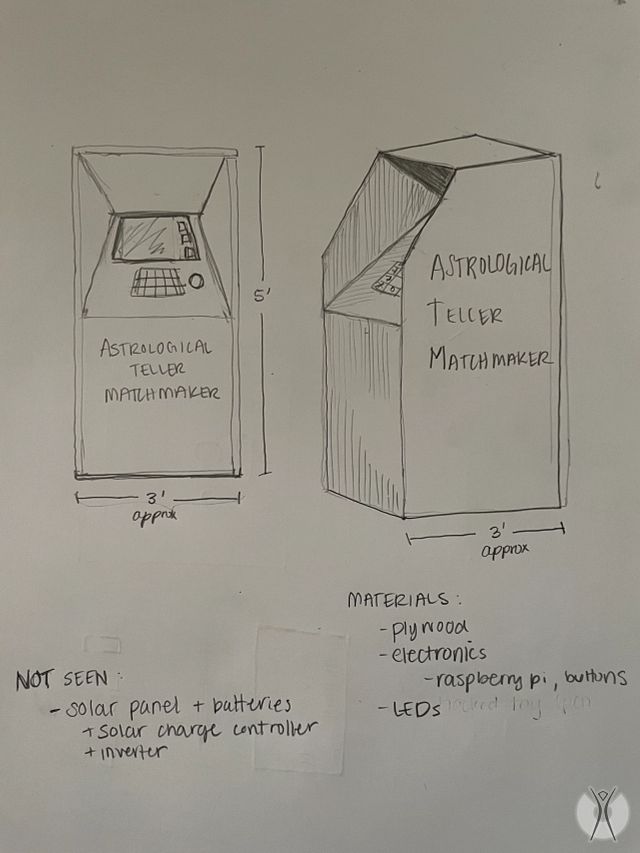 5'
ASTROLOGICAL
TELLER
MATCHMAKER
3'
approx
ASTROLOGICAL
TELLER
MATCHMAKER
3'
approx
MATERIALS:
- plywood
- electronics
- raspberry pi, buttons
- LEDs
NOT SEEN:
- solar panel + batteries
+ solar charge controller
+ inverter